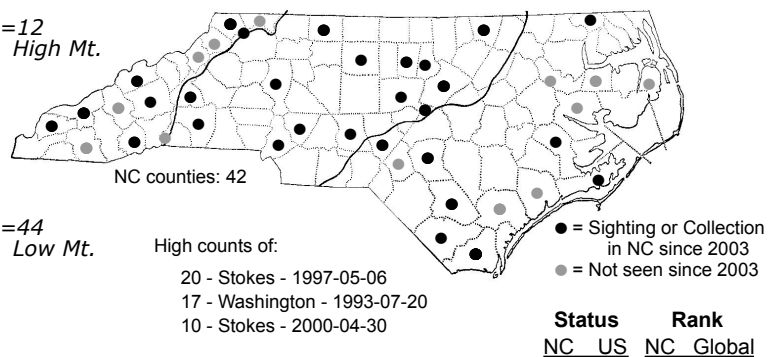 =12
High Mt.
NC counties: 42
=44
Low Mt.
High counts of:
20 - Stokes - 1997-05-06
17 - Washington - 1993-07-20
10 - Stokes - 2000-04-30
● = Sighting or Collection
in NC since 2003
● = Not seen since 2003
Status Rank
NC US NC Global